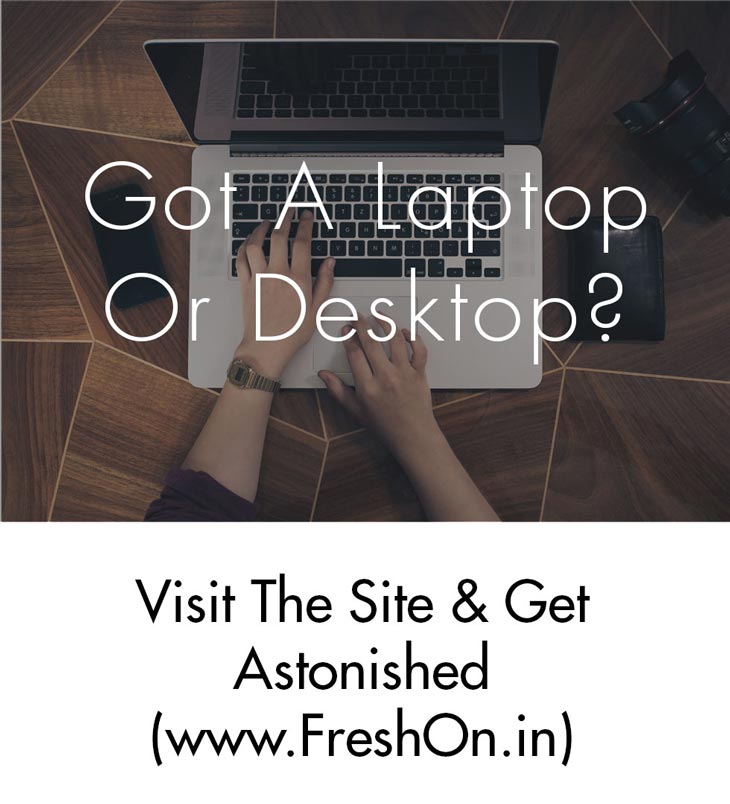 Got A Laptop
Or Desktop?
Visit The Site & Get
Astonished
(www.FreshOn.in)